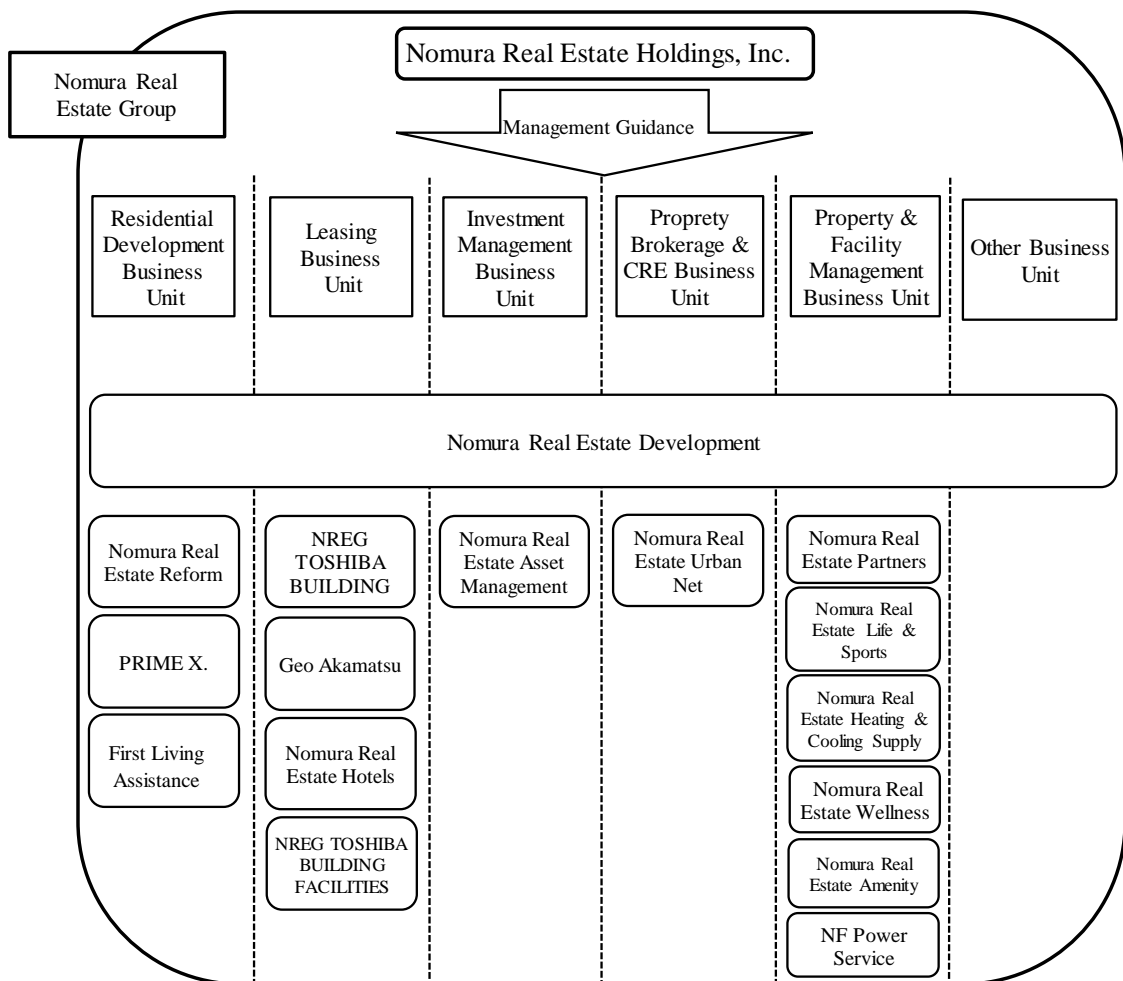 Nomura Real Estate Holdings, Inc.
Nomura Real
Estate Group
Management Guidance
Residential
Development
Business
Unit
Leasing
Business
Unit
Investment
Management
Business
Unit
Proprety
Brokerage &
CRE Business
Unit
Property &
Facility
Management
Business Unit
Other Business
Unit
Nomura Real Estate Development
Nomura Real
Estate Reform
PRIME X.
First Living
Assistance
NREG
TOSHIBA
BUILDING
Geo Akamatsu
Nomura Real
Estate Hotels
NREG TOSHIBA
BUILDING
FACILITIES
Nomura Real
Estate Asset
Management
Nomura Real
Estate Urban
Net
Nomura Real
Estate Partners
Nomura Real
Estate Life &
Sports
Nomura Real
Estate Heating &
Cooling Supply
Nomura Real
Estate Wellness
Nomura Real
Estate Amenity
NF Power
Service